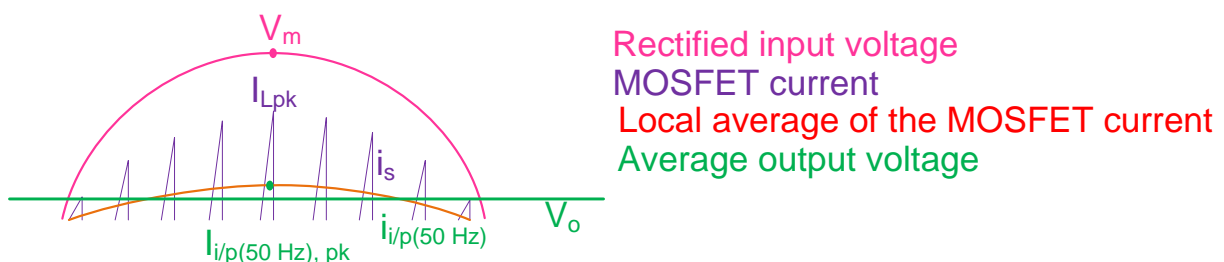 V_m
Rectified input voltage
MOSFET current
I_Lpk
Local average of the MOSFET current
i_s
Average output voltage
V_o
i_i/p(50 Hz)
I_i/p(50 Hz), pk